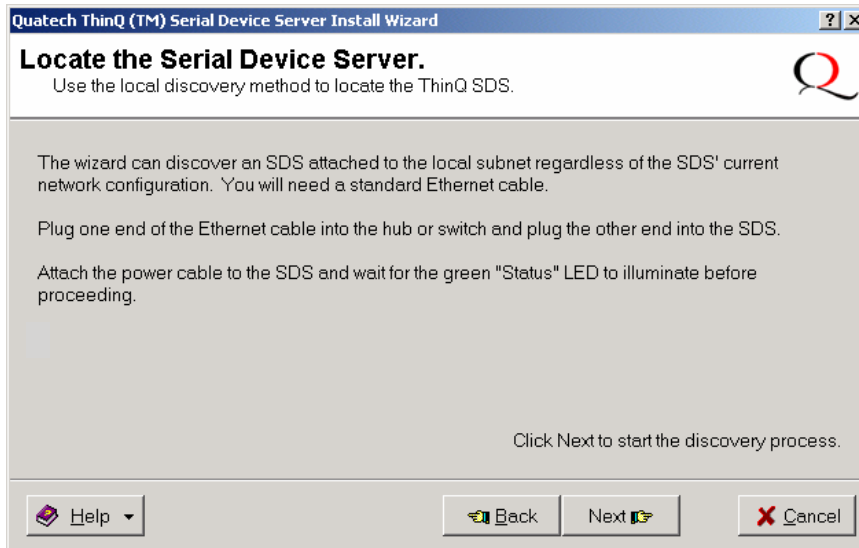 Quatech ThinQ (TM) Serial Device Server Install Wizard
Locate the Serial Device Server.
Use the local discovery method to locate the ThinQ SDS.
The wizard can discover an SDS attached to the local subnet regardless of the SDS' current
network configuration. You will need a standard Ethernet cable.
Plug one end of the Ethernet cable into the hub or switch and plug the other end into the SDS.
Attach the power cable to the SDS and wait for the green "Status" LED to illuminate before
proceeding.
Click Next to start the discovery process.
Help
Back
Next
Cancel